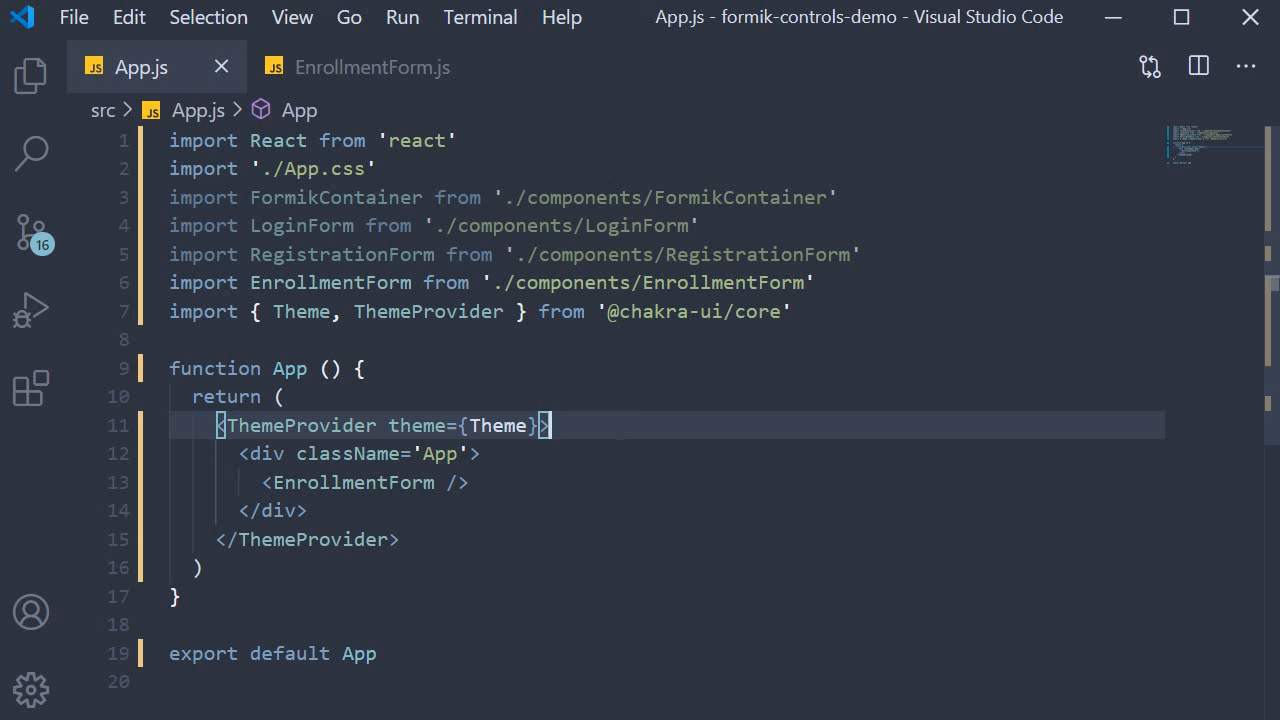 File Edit Selection View Go Run Terminal Help App.js - formik-controls-demo - Visual Studio Code
JS App.js JS EnrollmentForm.js
src > JS App.js > App
1 import React from 'react'
2 import './App.css'
3 import FormikContainer from './components/FormikContainer'
4 import LoginForm from './components/LoginForm'
5 import RegistrationForm from './components/RegistrationForm'
6 import EnrollmentForm from './components/EnrollmentForm'
7 import { Theme, ThemeProvider } from '@chakra-ui/core'
8
9 function App () {
10 return (
11 <ThemeProvider theme={Theme}>
12 <div className='App'>
13 <EnrollmentForm />
14 </div>
15 </ThemeProvider>
16 )
17 }
18
19 export default App
20
16